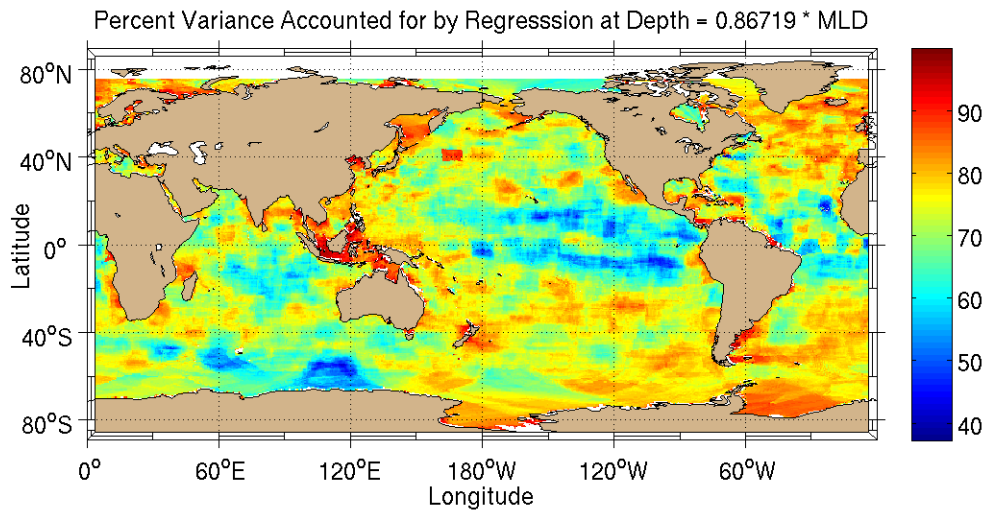 Percent Variance Accounted for by Regresssion at Depth = 0.86719 * MLD
80°N
40°N
0°
40°S
80°S
Latitude
0°
60°E
120°E
180°W
120°W
60°W
Longitude
90
80
70
60
50
40